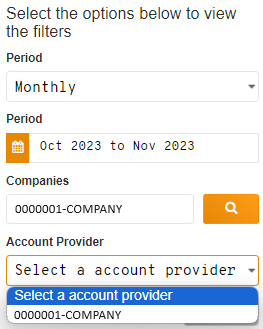 Select the options below to view
the filters
Period
Monthly
Period
Oct 2023 to Nov 2023
Companies
0000001-COMPANY
Account Provider
Select a account provider
Select a account provider
0000001-COMPANY